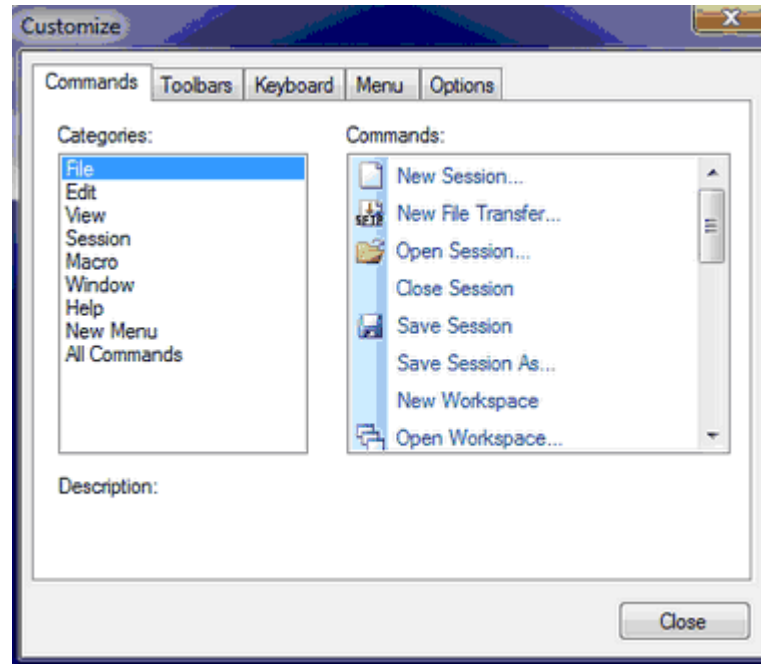 Customize
Commands Toolbars Keyboard Menu Options
Categories: Commands:
File
Edit
View
Session
Macro
Window
Help
New Menu
All Commands
New Session...
SFTP
New File Transfer...
Open Session...
Close Session
Save Session
Save Session As...
New Workspace
Open Workspace...
Description:
Close